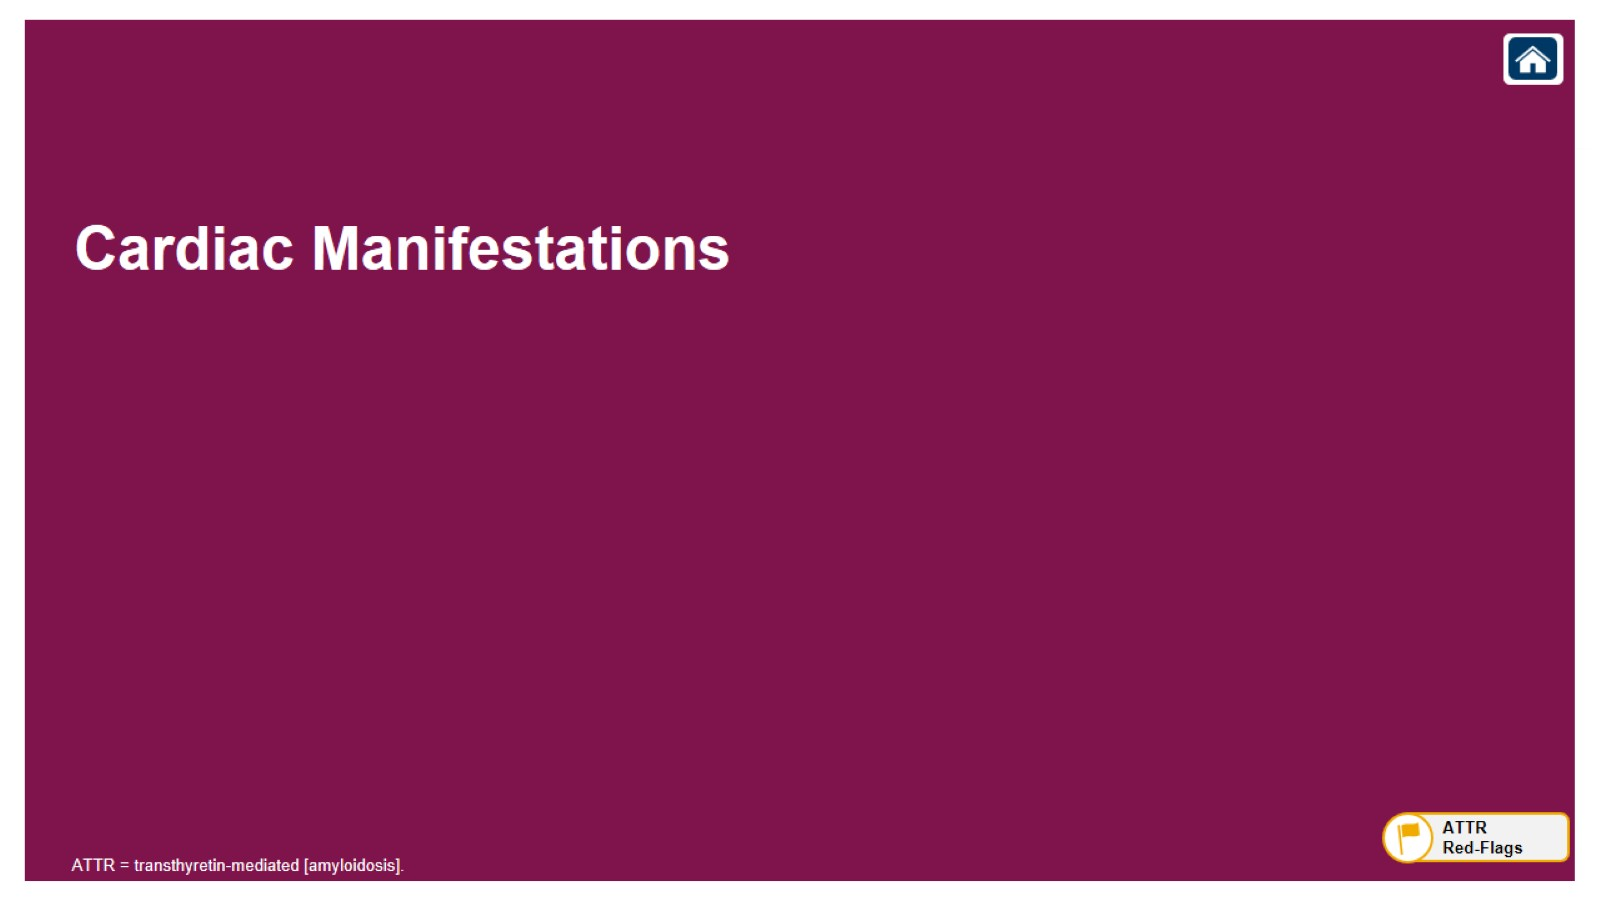 Cardiac Manifestations
ATTR
Red-Flags
ATTR = transthyretin-mediated [amyloidosis].